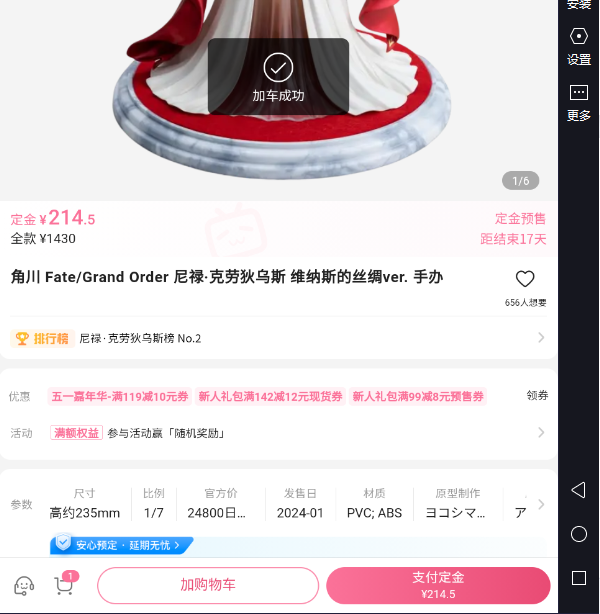 安装
设置
更多
加车成功
1/6
定金 ¥214.5
定金预售
全款 ¥1430
距结束17天
角川 Fate/Grand Order 尼禄·克劳狄乌斯 维纳斯的丝绸ver. 手办
656人想要
排行榜 尼禄·克劳狄乌斯榜 No.2
优惠 五一嘉年华-满119减10元券 新人礼包满142减12元现货券 新人礼包满99减8元预售券 领券
活动 满额权益 参与活动赢「随机奖励」
参数
尺寸 比例 官方价 发售日 材质 原型制作
高约235mm 1/7 24800日... 2024-01 PVC; ABS ヨコシマ... ア
安心预定 · 延期无忧
1
加购物车
支付定金
¥214.5